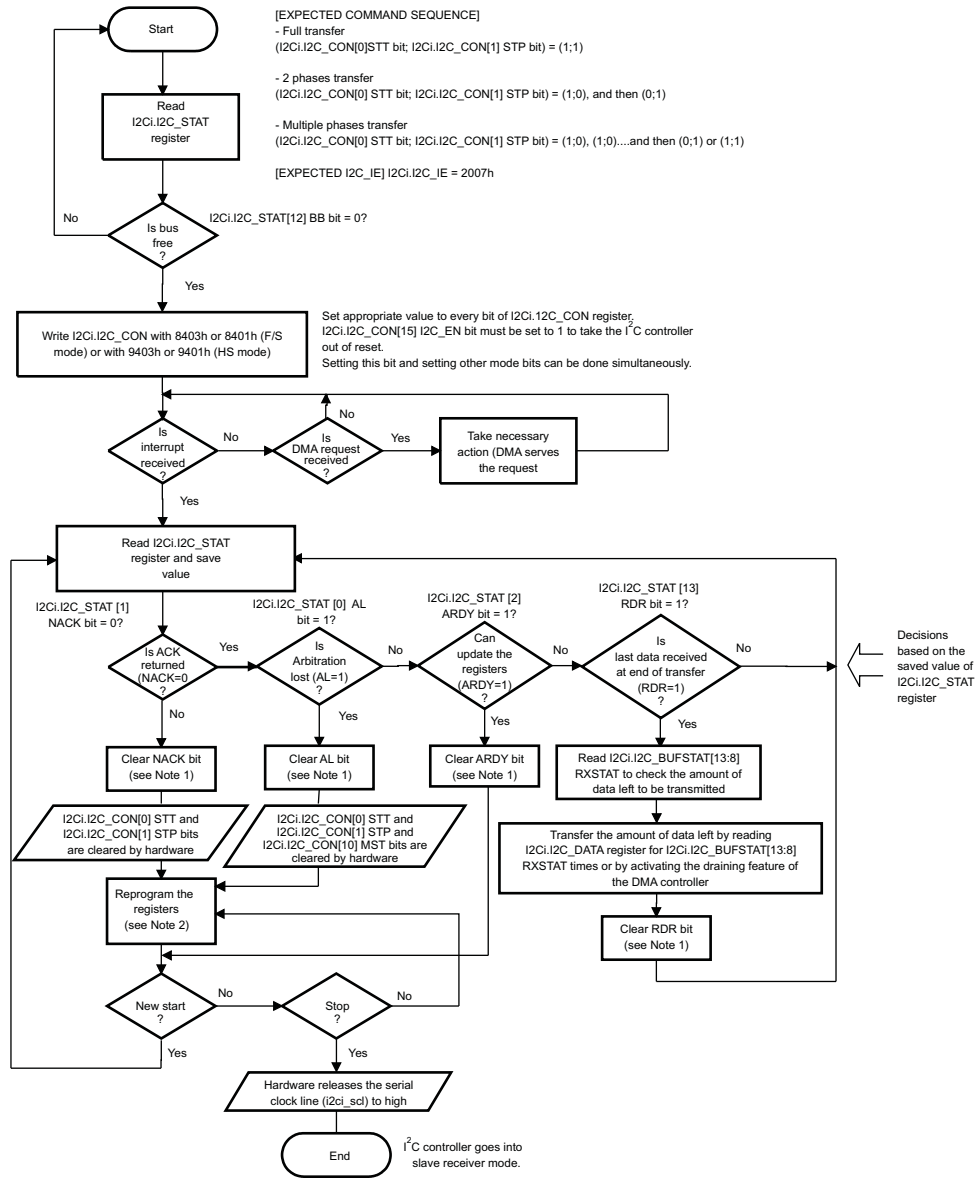 Start
[EXPECTED COMMAND SEQUENCE]
- Full transfer
(I2Ci.I2C_CON[0]STT bit; I2Ci.I2C_CON[1] STP bit) = (1;1)
- 2 phases transfer
(I2Ci.I2C_CON[0] STT bit; I2Ci.I2C_CON[1] STP bit) = (1;0), and then (0;1)
- Multiple phases transfer
(I2Ci.I2C_CON[0] STT bit; I2Ci.I2C_CON[1] STP bit) = (1;0), (1;0)....and then (0;1) or (1;1)
[EXPECTED I2C_IE] I2Ci.I2C_IE = 2007h
Read
I2Ci.I2C_STAT
register
No
I2Ci.I2C_STAT[12] BB bit = 0?
Is bus
free
?
Yes
Write I2Ci.I2C_CON with 8403h or 8401h (F/S
mode) or with 9403h or 9401h (HS mode)
Set appropriate value to every bit of I2Ci.12C_CON register.
I2Ci.I2C_CON[15] I2C_EN bit must be set to 1 to take the I2C controller
out of reset.
Setting this bit and setting other mode bits can be done simultaneously.
Is
interrupt
received
?
No
Is
DMA request
received
?
No
Yes
Take necessary
action (DMA serves
the request
Yes
Read I2Ci.I2C_STAT
register and save
value
I2Ci.I2C_STAT [1]
NACK bit = 0?
I2Ci.I2C_STAT [0] AL
bit = 1?
I2Ci.I2C_STAT [2]
ARDY bit = 1?
I2Ci.I2C_STAT [13]
RDR bit = 1?
Is ACK
returned
(NACK=0
?
Yes
Is
Arbitration
lost (AL=1)
?
No
Can
update the
registers
(ARDY=1)
?
No
Is
last data received
at end of transfer
(RDR=1)
?
No
Decisions
based on the
saved value of
I2Ci.I2C_STAT
register
No
Yes
Yes
Yes
Clear NACK bit
(see Note 1)
Clear AL bit
(see Note 1)
Clear ARDY bit
(see Note 1)
Read I2Ci.I2C_BUFSTAT[13:8]
RXSTAT to check the amount of
data left to be transmitted
I2Ci.I2C_CON[0] STT and
I2Ci.I2C_CON[1] STP bits
are cleared by hardware
I2Ci.I2C_CON[0] STT and
I2Ci.I2C_CON[1] STP and
I2Ci.I2C_CON[10] MST bits are
cleared by hardware
Transfer the amount of data left by reading
I2Ci.I2C_DATA register for I2Ci.I2C_BUFSTAT[13:8]
RXSTAT times or by activating the draining feature of
the DMA controller
Reprogram the
registers
(see Note 2)
Clear RDR bit
(see Note 1)
New start
?
No
Stop
?
No
Yes
Yes
Hardware releases the serial
clock line (i2ci_scl) to high
End
I2C controller goes into
slave receiver mode.